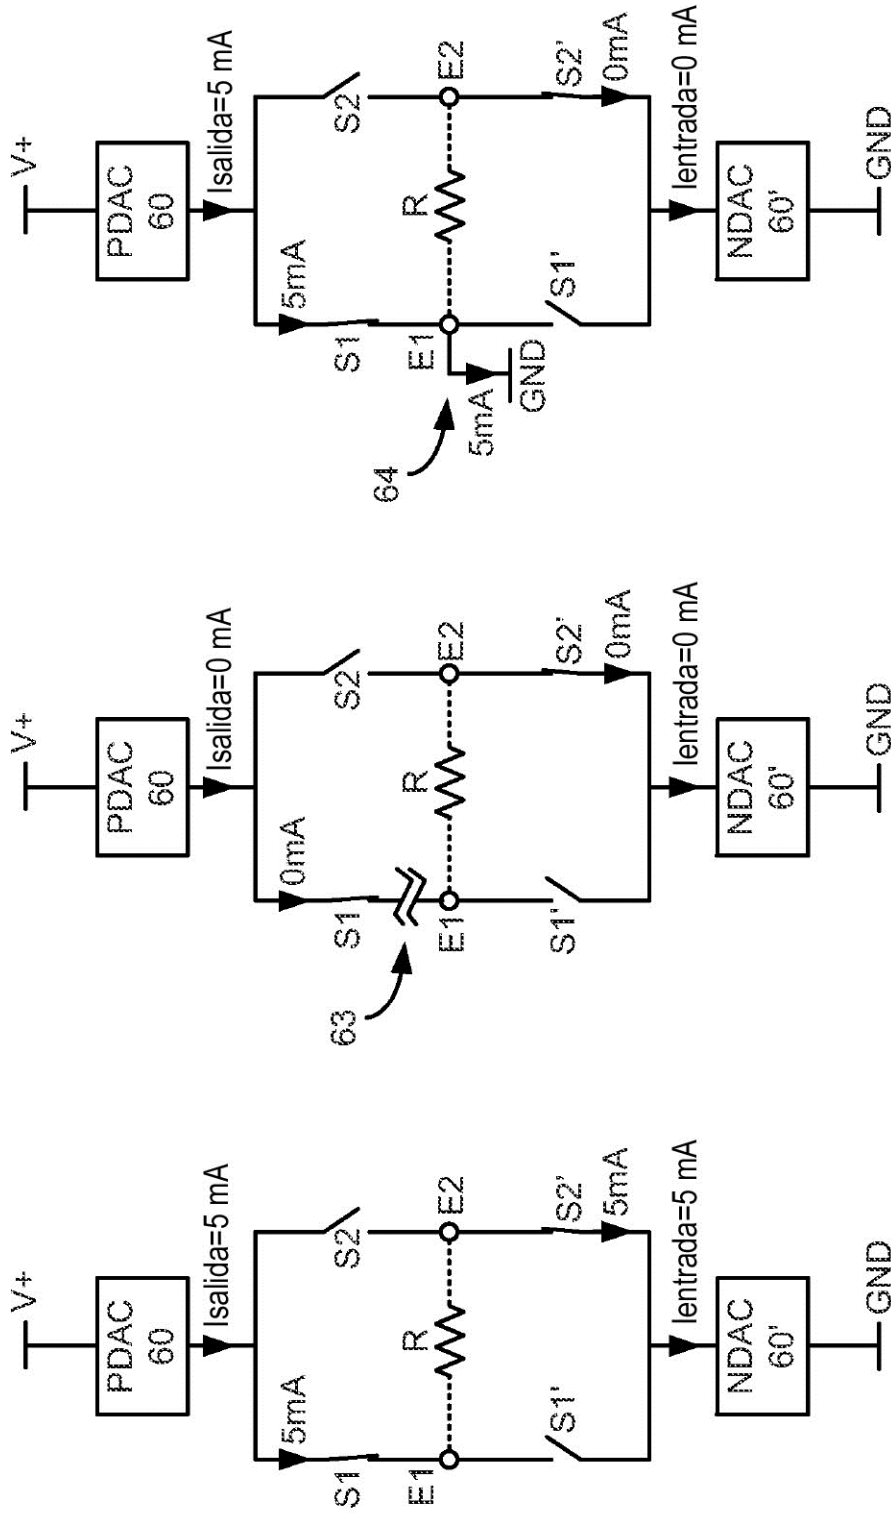 V+
PDAC
60
Isalida=5 mA
5mA
S1
S2
E1
R
E2
S1'
S2'
5mA
Ientrada=5 mA
NDAC
60'
GND
V+
PDAC
60
Isalida=0 mA
0mA
S1
S2
63
E1
R
E2
S1'
S2'
0mA
Ientrada=0 mA
NDAC
60'
GND
V+
PDAC
60
Isalida=5 mA
5mA
S1
S2
64
E1
R
E2
5mA
GND
S1'
S2'
0mA
Ientrada=0 mA
NDAC
60'
GND